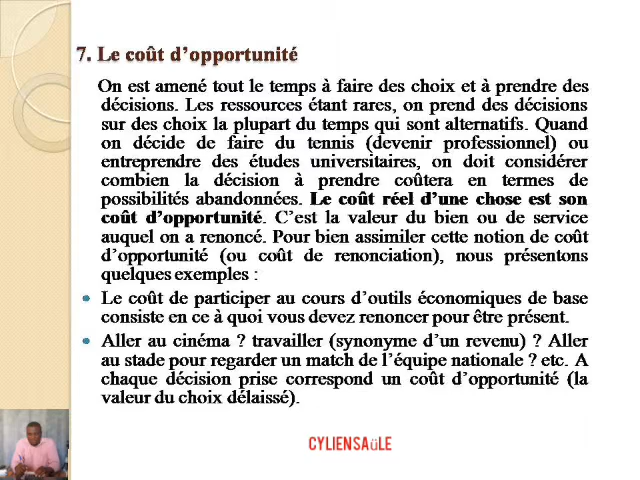 7. Le coût d’opportunité
On est amené tout le temps à faire des choix et à prendre des
décisions. Les ressources étant rares, on prend des décisions
sur des choix la plupart du temps qui sont alternatifs. Quand
on décide de faire du tennis (devenir professionnel) ou
entreprendre des études universitaires, on doit considérer
combien la décision à prendre coûtera en termes de
possibilités abandonnées. Le coût réel d’une chose est son
coût d’opportunité. C’est la valeur du bien ou de service
auquel on a renoncé. Pour bien assimiler cette notion de coût
d’opportunité (ou coût de renonciation), nous présentons
quelques exemples :
• Le coût de participer au cours d’outils économiques de base
consiste en ce à quoi vous devez renoncer pour être présent.
• Aller au cinéma ? travailler (synonyme d’un revenu) ? Aller
au stade pour regarder un match de l’équipe nationale ? etc. A
chaque décision prise correspond un coût d’opportunité (la
valeur du choix délaissé).
CYLIENSAüLE